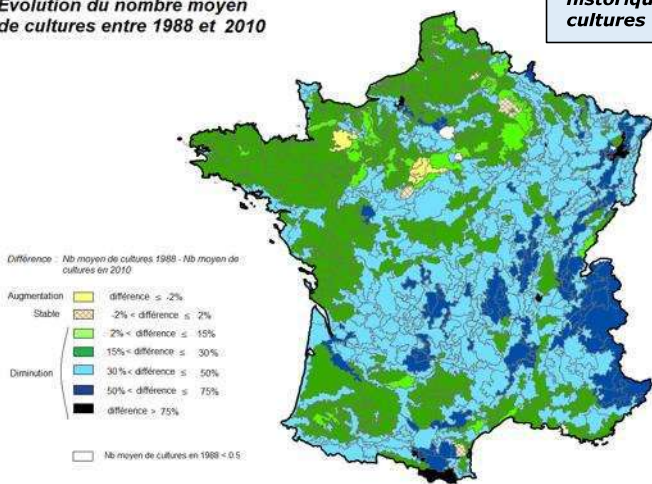 Evolution du nombre moyen
de cultures entre 1988 et 2010
historiqu
cultures
Différence : Nb moyen de cultures 1988 - Nb moyen de
cultures en 2010
Augmentation différence ≤ -2%
Stable -2% < différence ≤ 2%
2% < différence ≤ 15%
15% < différence ≤ 30%
Diminution 30% < différence ≤ 50%
50% < différence ≤ 75%
différence > 75%
Nb moyen de cultures en 1988 < 0.5